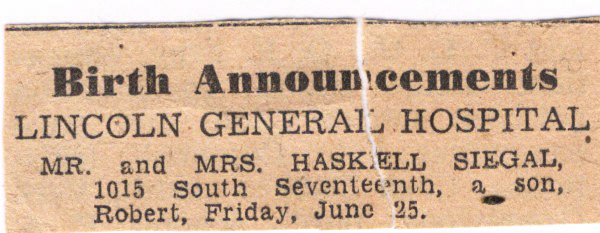 Birth Announcements
LINCOLN GENERAL HOSPITAL
MR. and MRS. HASKELL SIEGAL,
1015 South Seventeenth, a son,
Robert, Friday, June 25.